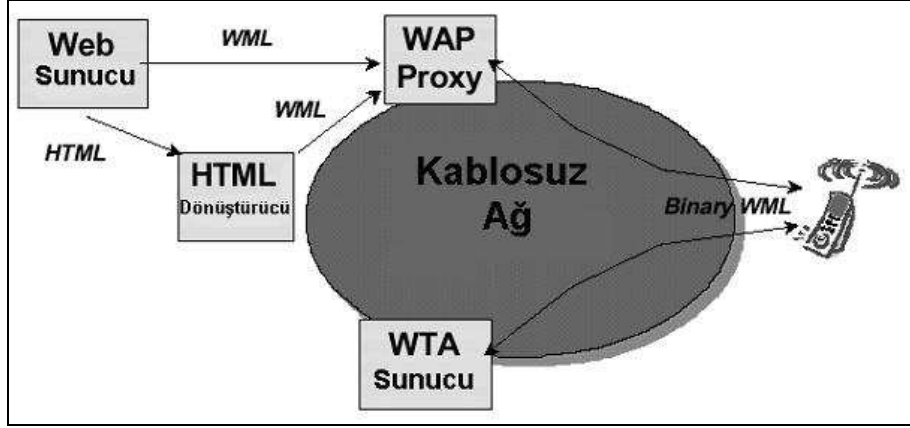 Web
Sunucu
WML
WAP
Proxy
WML
HTML
HTML
Dönüştürücü
Kablosuz
Ağ
Binary WML
WTA
Sunucu